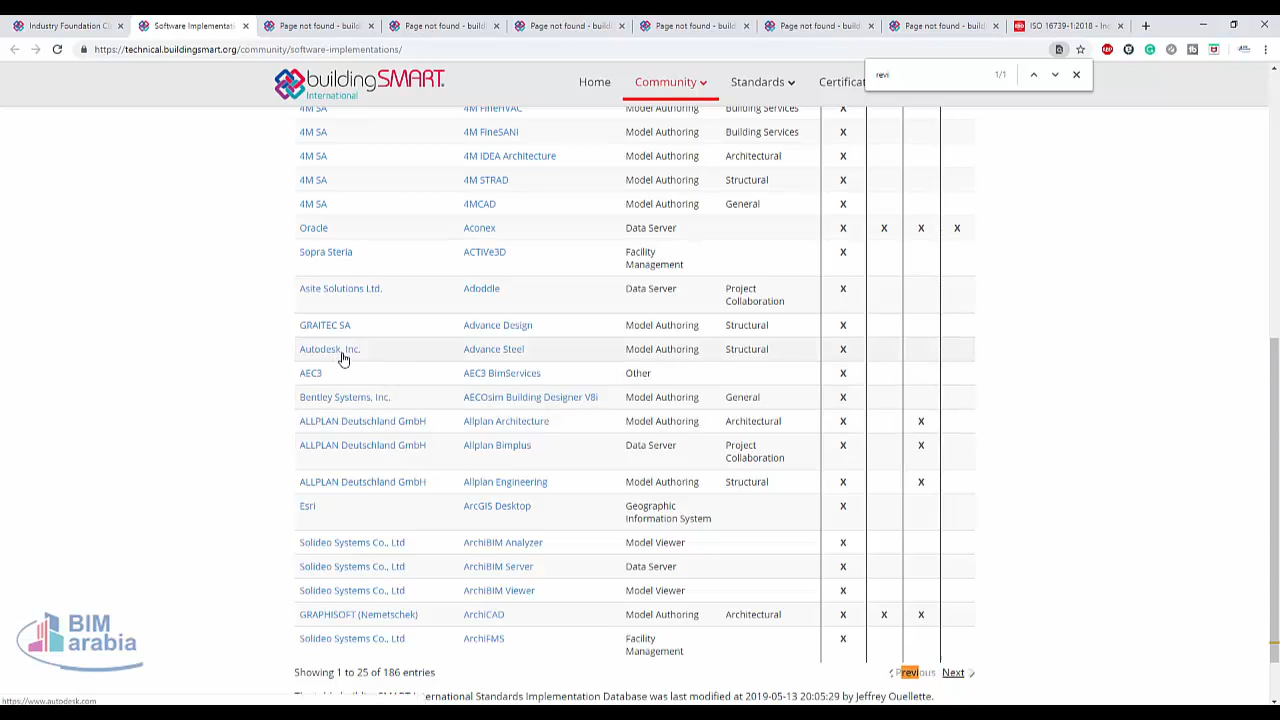 Industry Foundation Cl
Software Implementati
Page not found - build
Page not found - build
Page not found - build
Page not found - build
Page not found - build
Page not found - build
ISO 16739-1:2018 - Ind
https://technical.buildingsmart.org/community/software-implementations/
revi 1/1
buildingSMART
International
Home Community Standards Certificat
4M SA 4M FineHVAC Model Authoring Building Services X
4M SA 4M FineSANI Model Authoring Building Services X
4M SA 4M IDEA Architecture Model Authoring Architectural X
4M SA 4M STRAD Model Authoring Structural X
4M SA 4MCAD Model Authoring General X
Oracle Aconex Data Server X X X X
Sopra Steria ACTIVe3D Facility X
Management
Asite Solutions Ltd. Adoddle Data Server Project X
Collaboration
GRAITEC SA Advance Design Model Authoring Structural X
Autodesk, Inc. Advance Steel Model Authoring Structural X
AEC3 AEC3 BimServices Other X
Bentley Systems, Inc. AECOsim Building Designer V8i Model Authoring General X
ALLPLAN Deutschland GmbH Allplan Architecture Model Authoring Architectural X X
ALLPLAN Deutschland GmbH Allplan Bimplus Data Server Project X X
Collaboration
ALLPLAN Deutschland GmbH Allplan Engineering Model Authoring Structural X X
Esri ArcGIS Desktop Geographic X
Information System
Solideo Systems Co., Ltd ArchiBIM Analyzer Model Viewer X
Solideo Systems Co., Ltd ArchiBIM Server Data Server X
Solideo Systems Co., Ltd ArchiBIM Viewer Model Viewer X
GRAPHISOFT (Nemetschek) ArchiCAD Model Authoring Architectural X X X
Solideo Systems Co., Ltd ArchiFMS Facility X
Management
Showing 1 to 25 of 186 entries Previous Next
International Standards Implementation Database was last modified at 2019-05-13 20:05:29 by Jeffrey Ouellette.
https://www.autodesk.com
BIM
arabia